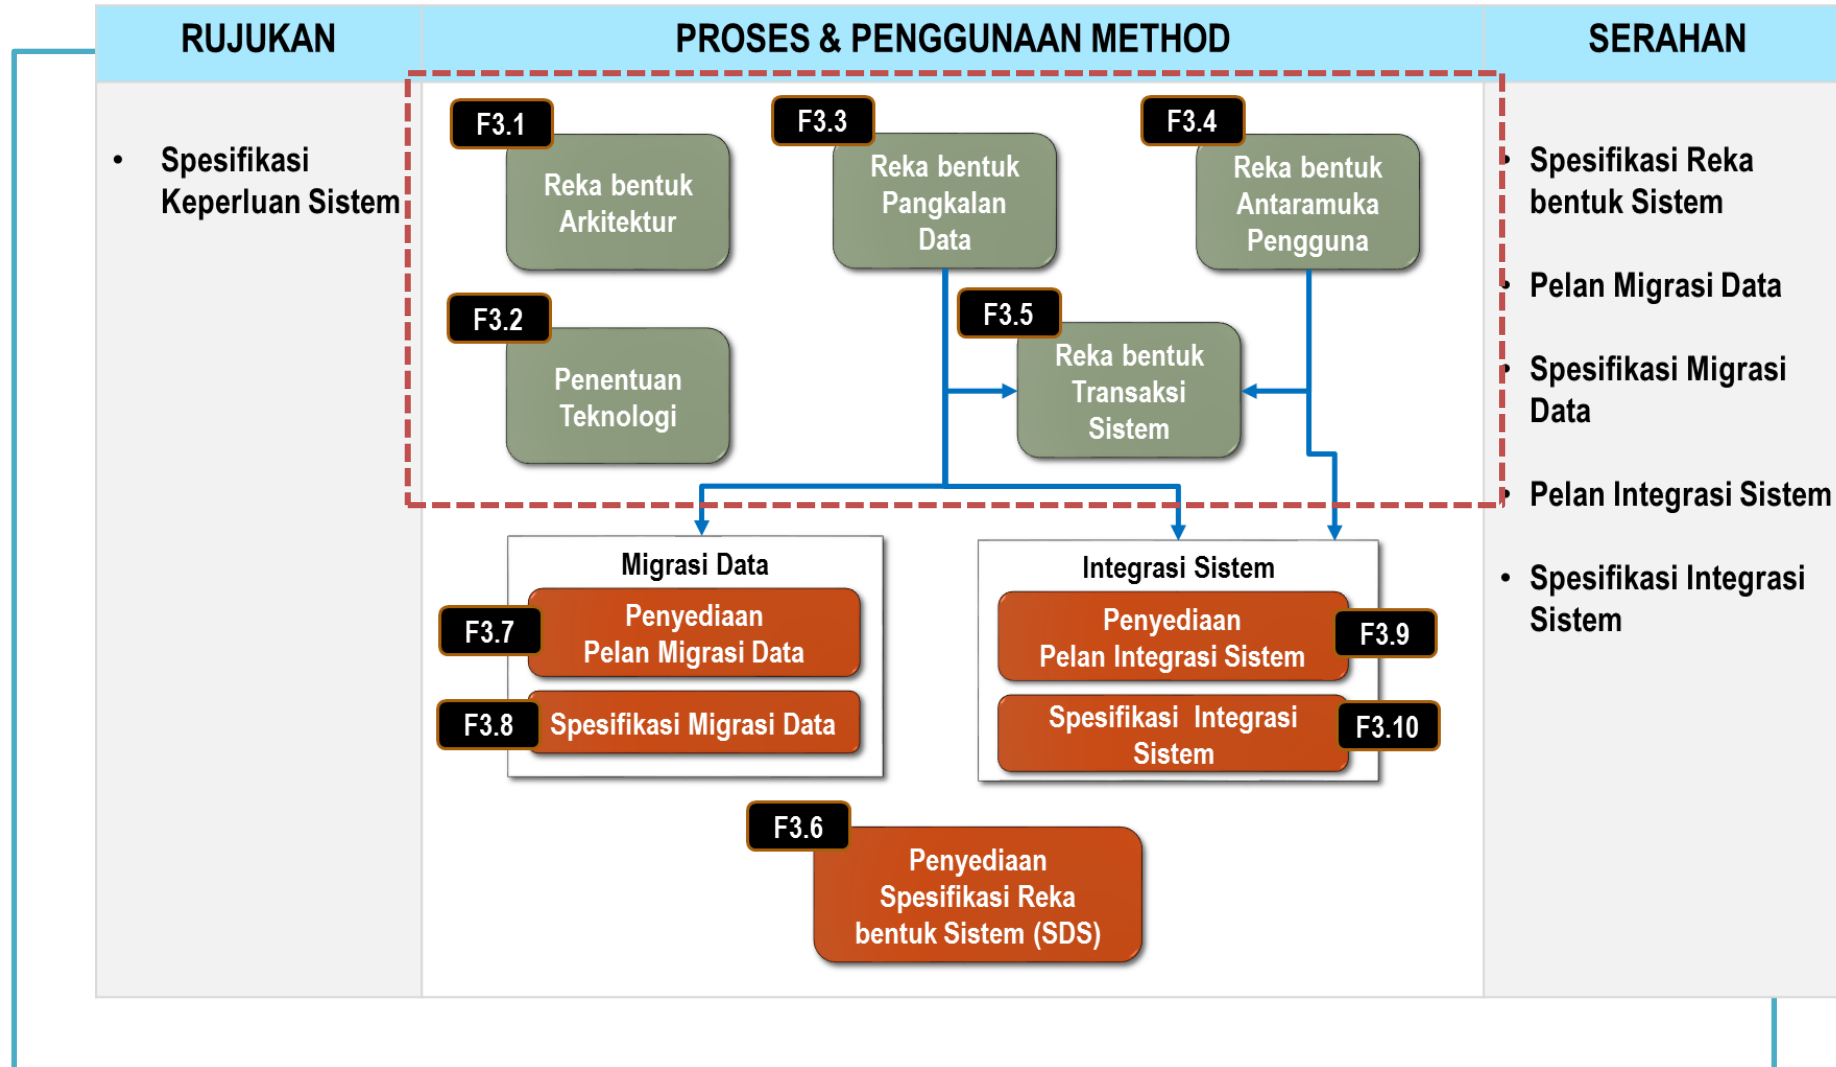 RUJUKAN
PROSES & PENGGUNAAN METHOD
SERAHAN
• Spesifikasi
Keperluan Sistem
F3.1
Reka bentuk
Arkitektur
F3.2
Penentuan
Teknologi
F3.3
Reka bentuk
Pangkalan
Data
F3.4
Reka bentuk
Antaramuka
Pengguna
F3.5
Reka bentuk
Transaksi
Sistem
Migrasi Data
F3.7
Penyediaan
Pelan Migrasi Data
F3.8
Spesifikasi Migrasi Data
Integrasi Sistem
Penyediaan
Pelan Integrasi Sistem
F3.9
Spesifikasi Integrasi
Sistem
F3.10
F3.6
Penyediaan
Spesifikasi Reka
bentuk Sistem (SDS)
• Spesifikasi Reka
bentuk Sistem
• Pelan Migrasi Data
• Spesifikasi Migrasi
Data
• Pelan Integrasi Sistem
• Spesifikasi Integrasi
Sistem